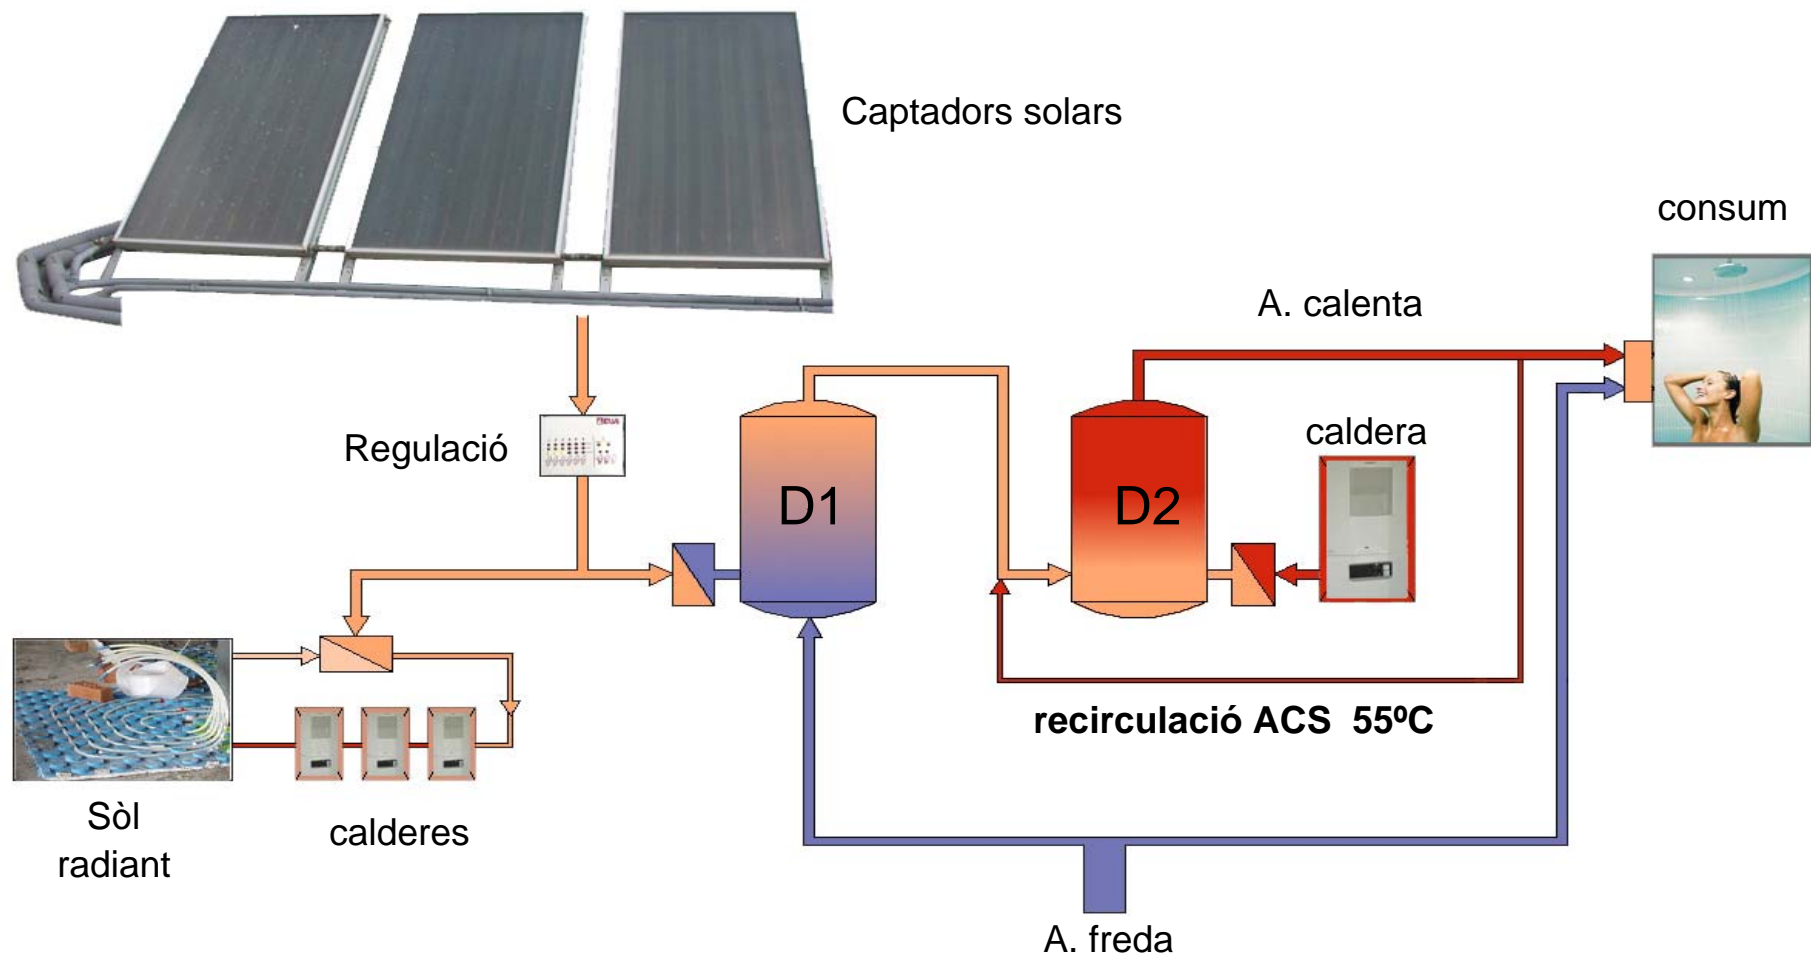 Captadors solars
consum
A. calenta
Regulació
caldera
D1
D2
recirculació ACS 55ºC
Sòl
radiant
calderes
A. freda